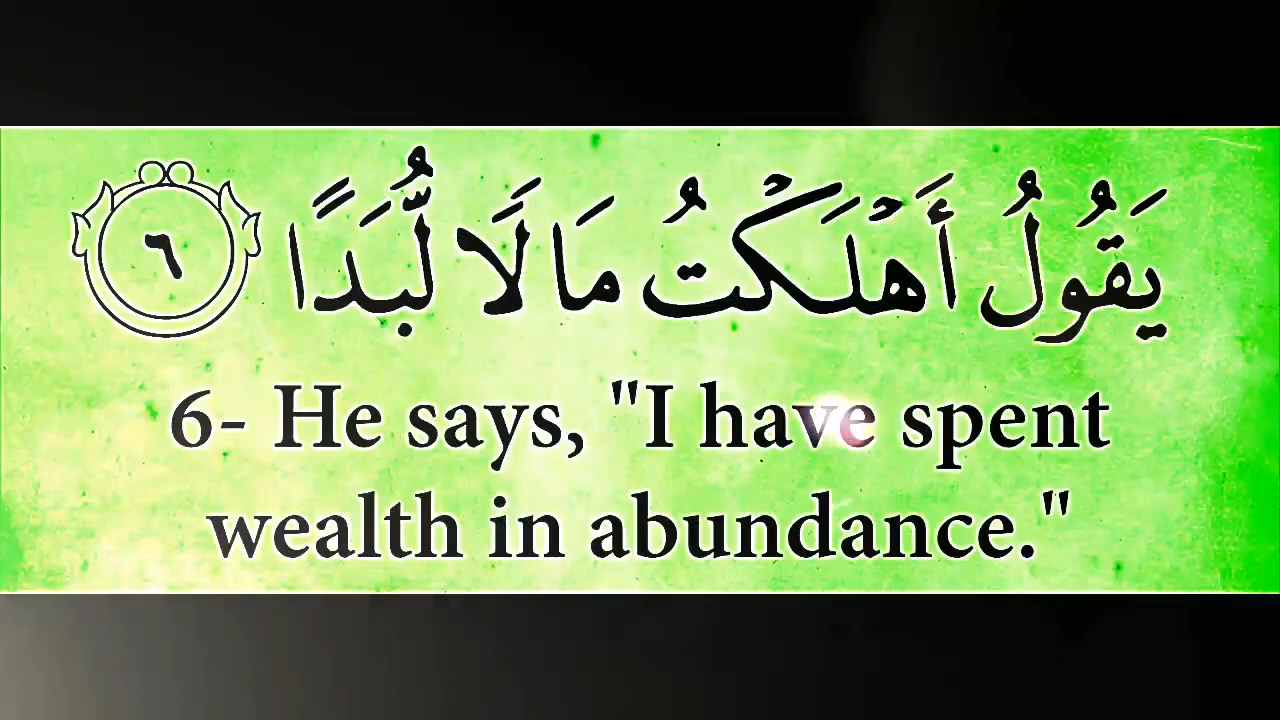 يَقُولُ أَهۡلَكۡتُ مَالَا لُّبَدًا ٦
6- He says, "I have spent
wealth in abundance."